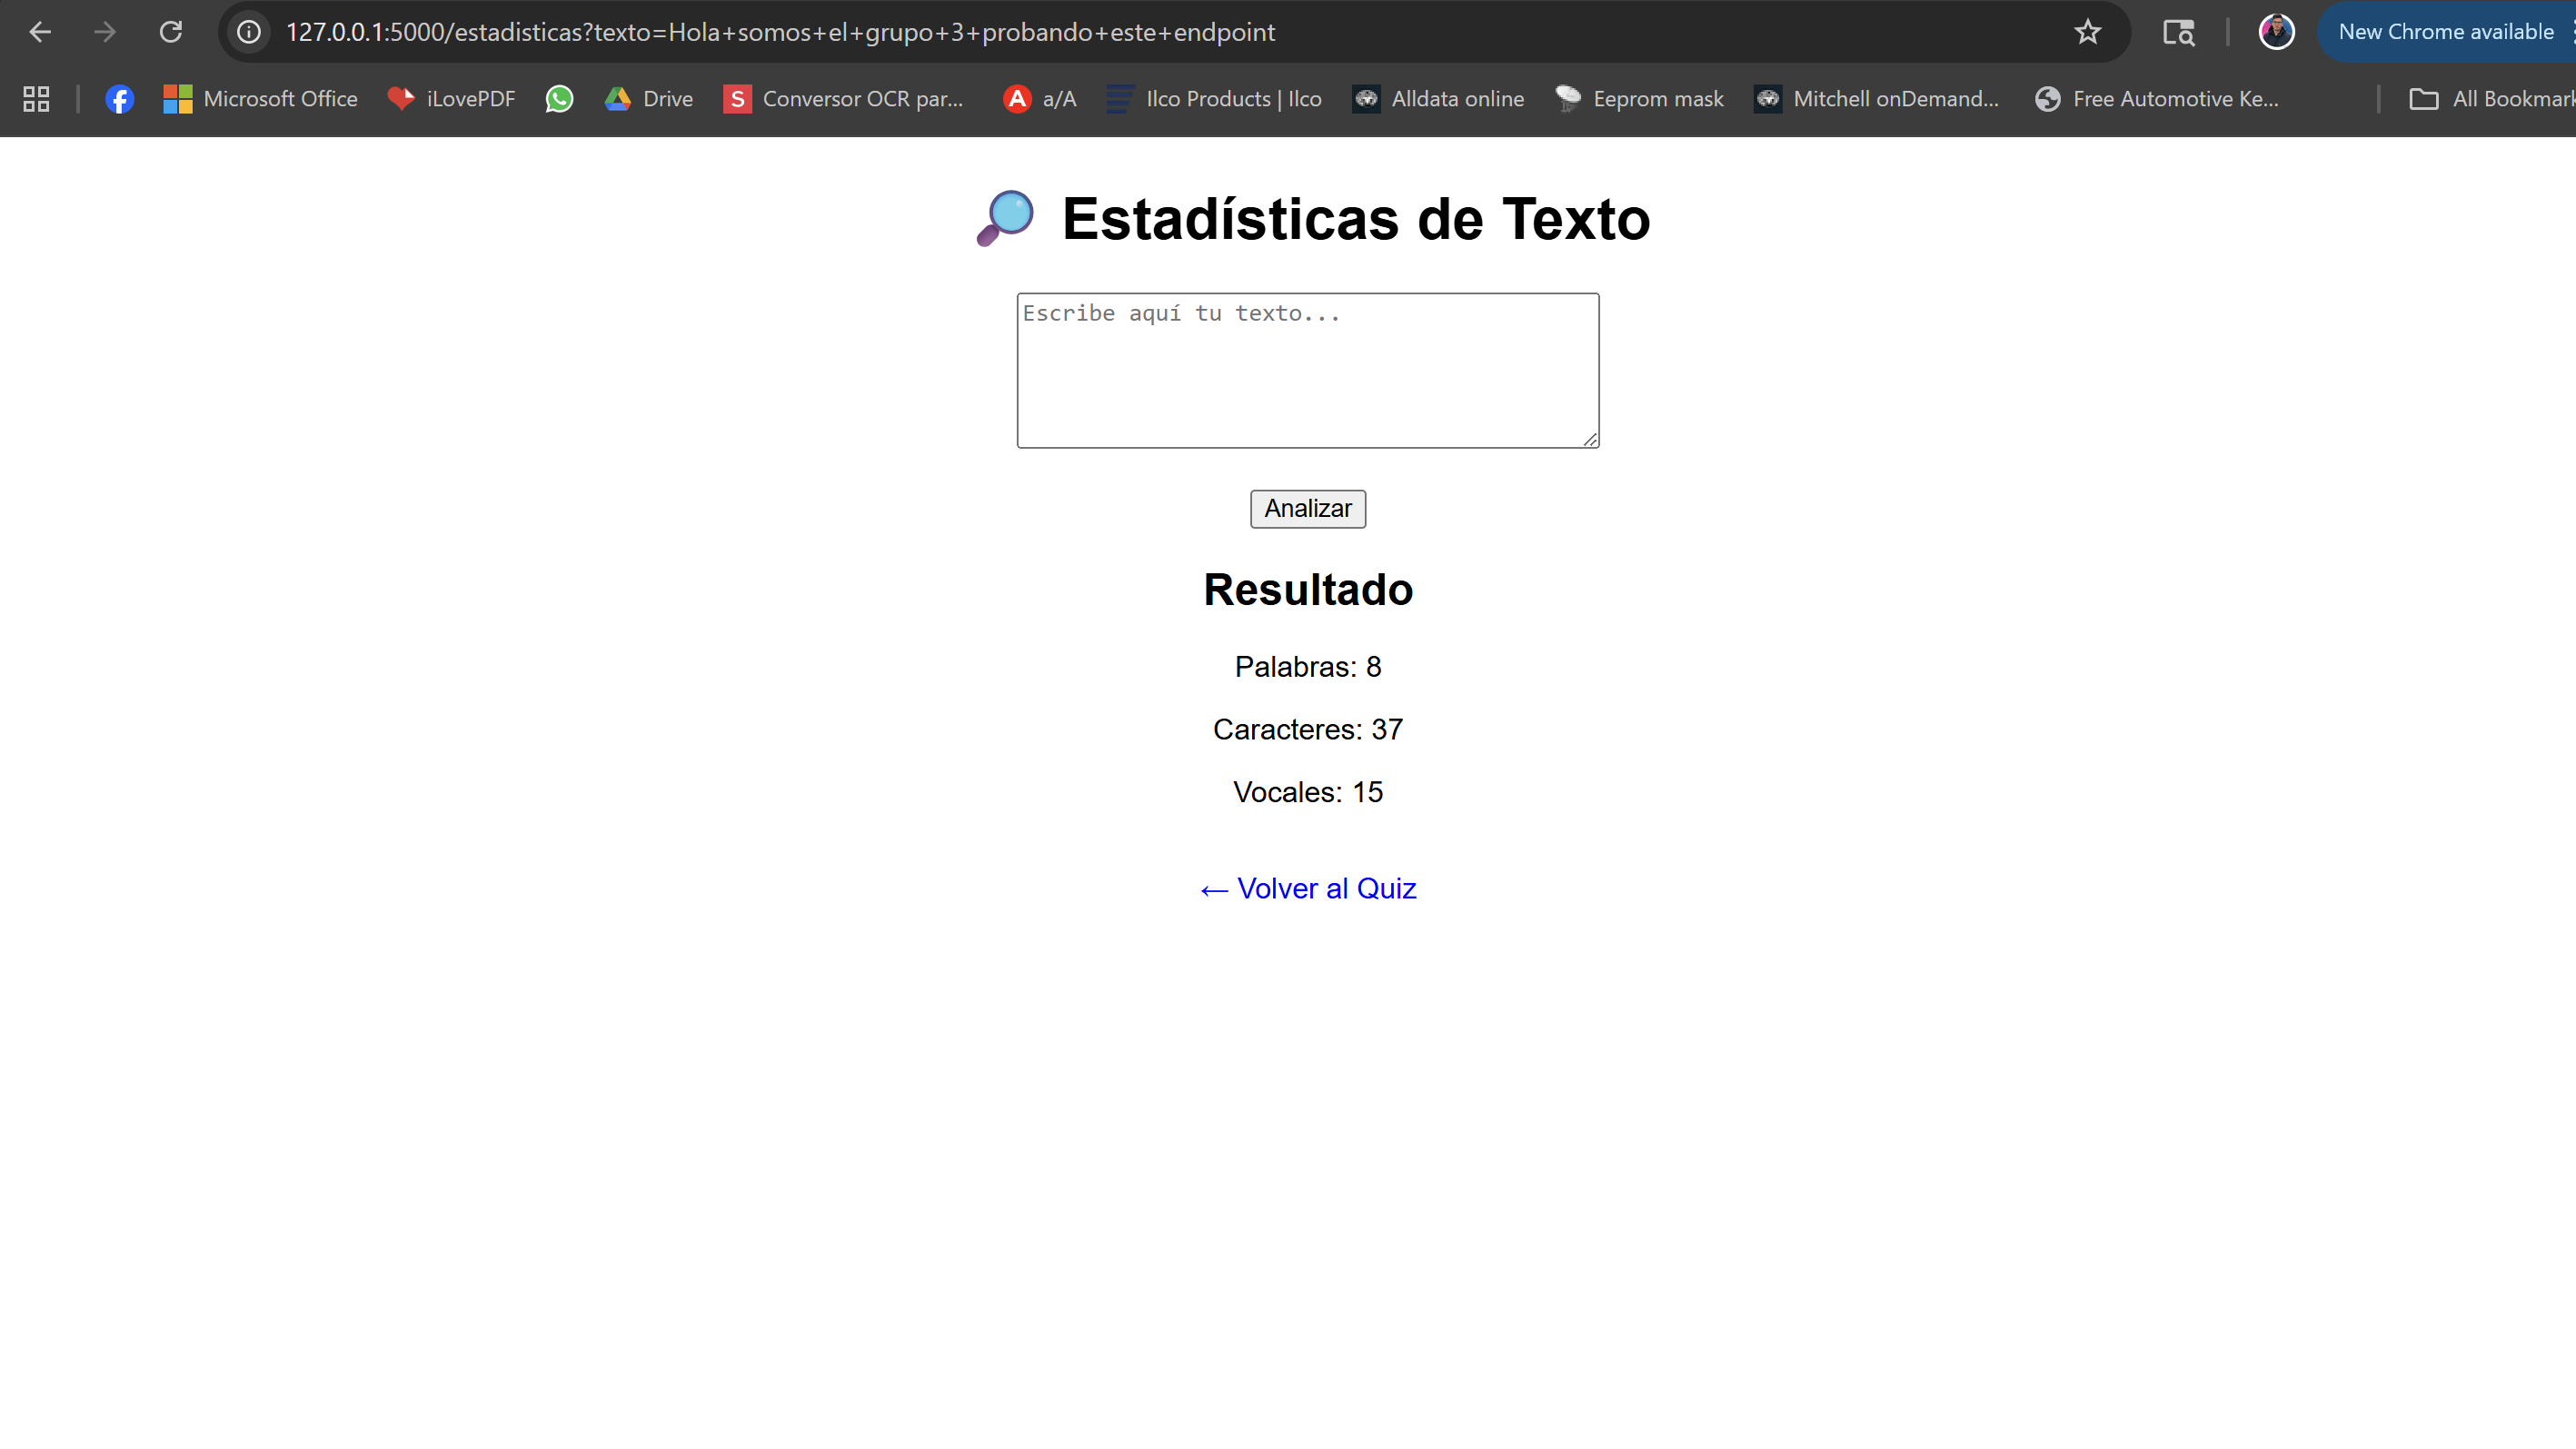 127.0.0.1:5000/estadisticas?texto=Hola+somos+el+grupo+3+probando+este+endpoint
New Chrome available
Microsoft Office iLovePDF Drive S Conversor OCR par... A a/A Ilco Products | Ilco Alldata online Eeprom mask Mitchell onDemand... Free Automotive Ke... All Bookmark
Estadísticas de Texto
Escribe aquí tu texto...
Analizar
Resultado
Palabras: 8
Caracteres: 37
Vocales: 15
← Volver al Quiz